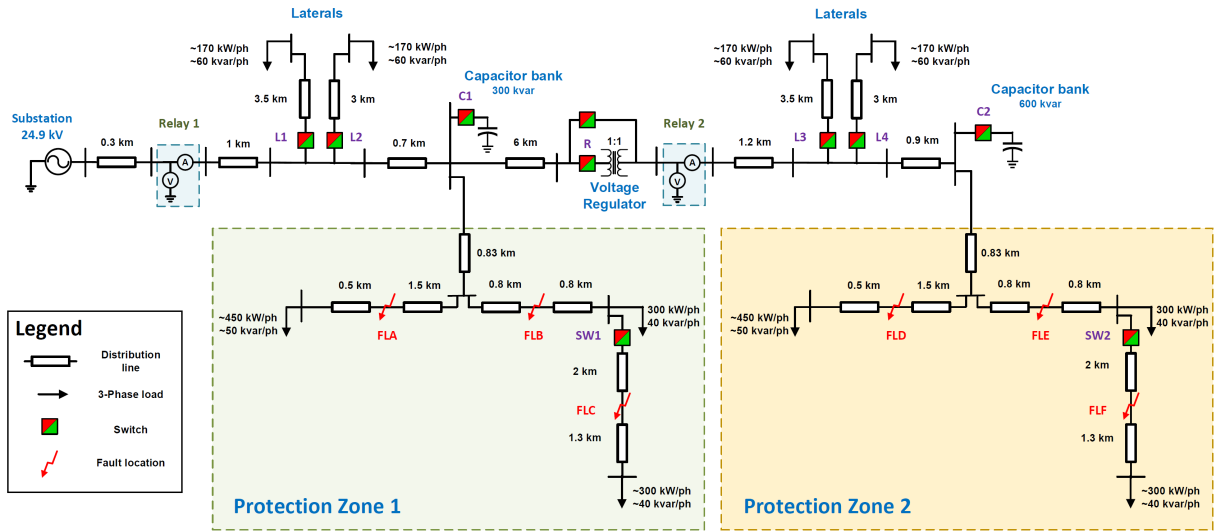 Laterals
Laterals
~170 kW/ph
~60 kvar/ph
~170 kW/ph
~60 kvar/ph
~170 kW/ph
~60 kvar/ph
~170 kW/ph
~60 kvar/ph
Capacitor bank
300 kvar
Capacitor bank
600 kvar
3.5 km
3 km
3.5 km
3 km
C1
C2
Substation
24.9 kV
Relay 1
L1
L2
R
1:1
Relay 2
L3
L4
0.3 km
A
V
1 km
0.7 km
6 km
A
V
1.2 km
0.9 km
Voltage
Regulator
0.83 km
0.83 km
0.5 km
1.5 km
0.8 km
0.8 km
0.5 km
1.5 km
0.8 km
0.8 km
~450 kW/ph
~50 kvar/ph
FLA
FLB
300 kW/ph
40 kvar/ph
SW1
~450 kW/ph
~50 kvar/ph
FLD
FLE
300 kW/ph
40 kvar/ph
SW2
2 km
FLC
1.3 km
~300 kW/ph
~40 kvar/ph
2 km
FLF
1.3 km
~300 kW/ph
~40 kvar/ph
Legend
Distribution
line
3-Phase load
Switch
Fault location
Protection Zone 1
Protection Zone 2